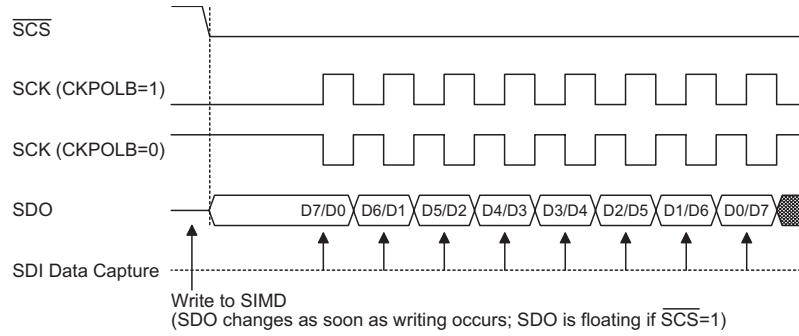 SCS
SCK (CKPOLB=1)
SCK (CKPOLB=0)
SDO D7/D0 D6/D1 D5/D2 D4/D3 D3/D4 D2/D5 D1/D6 D0/D7
SDI Data Capture
Write to SIMD
(SDO changes as soon as writing occurs; SDO is floating if SCS=1)